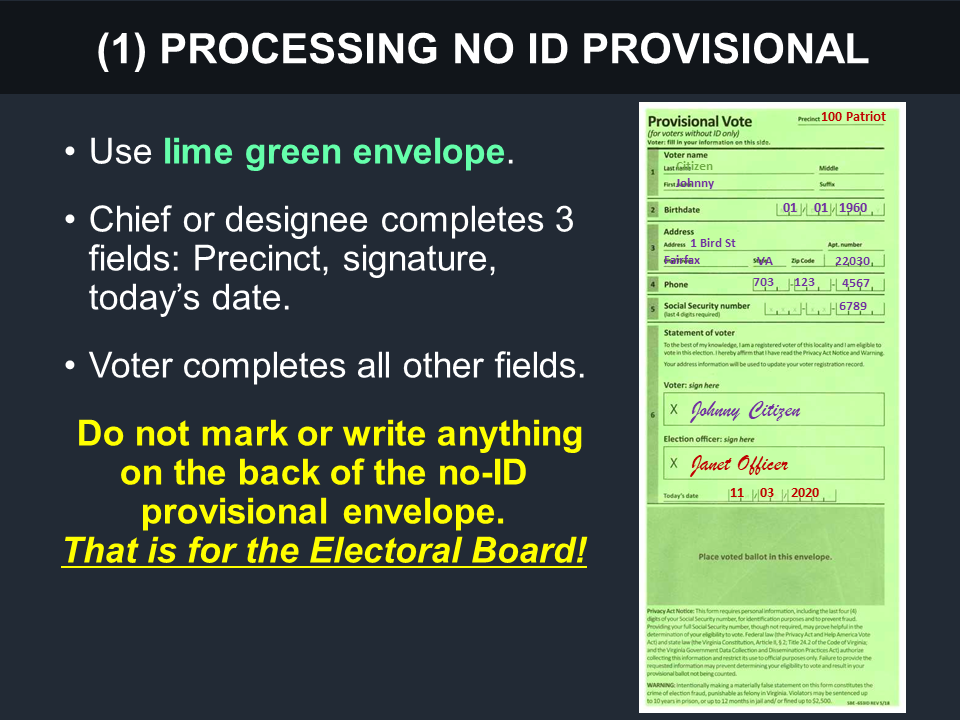 (1) PROCESSING NO ID PROVISIONAL
• Use lime green envelope.
• Chief or designee completes 3
fields: Precinct, signature,
today's date.
• Voter completes all other fields.
Do not mark or write anything
on the back of the no-ID
provisional envelope.
That is for the Electoral Board!
Provisional Vote
Precinct 100 Patriot
(for voters without ID only)
Voter: fill in your information on this side.
1 Voter name
Citizen
Last name Middle
Johnny
First name Suffix
2 Birthdate 01 / 01 / 1960
3 Address
Address 1 Bird St Apt. number
Fairfax State VA Zip Code 22030
4 Phone 703 - 123 - 4567
5 Social Security number - - 6789
(last 4 digits required)
6 Statement of voter
To the best of my knowledge, I am a registered voter of this locality and I am eligible to
vote in this election. I hereby affirm that I have read the Privacy Act Notice and Warning.
Your address information will be used to update your voter registration record.
Voter: sign here
X Johnny Citizen
Election officer: sign here
X Janet Officer
Today's date 11 / 03 / 2020
Place voted ballot in this envelope.
Privacy Act Notice: This form requires personal information, including the last four (4)
digits of your Social Security number, for identification purposes and to prevent fraud.
Providing your full Social Security number, though not required, may prove helpful in the
determination of your eligibility to vote. Federal law (the Privacy Act and Help America Vote
Act) and state law (the Virginia Constitution, Article II, § 2; Title 24.2 of the Code of Virginia;
and the Virginia Government Data Collection and Dissemination Practices Act) authorize
collecting this information and restrict its use to official purposes only. Failure to provide the
requested information may prevent determining your eligibility to vote and result in your
provisional ballot not being counted.
WARNING: Intentionally making a materially false statement on this form constitutes the
crime of election fraud, punishable as felony in Virginia. Violators may be sentenced up
to 10 years in prison, or up to 12 months in jail and/or fined up to $2,500.
SBE -653ID REV 5/18